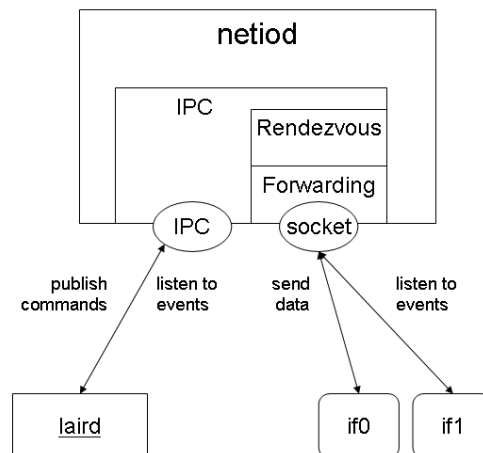 netiod
IPC
Rendezvous
Forwarding
IPC
socket
publish
commands
listen to
events
send
data
listen to
events
laird
if0
if1